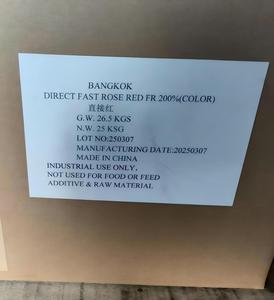 BANGKOK
DIRECT FAST ROSE RED FR 200%(COLOR)
直接红
G.W. 26.5 KGS
N.W. 25 KSG
LOT NO:250307
MANUFACTURING DATE:20250307
MADE IN CHINA
INDUSTRIAL USE ONLY,
NOT USED FOR FOOD OR FEED
ADDITIVE & RAW MATERIAL